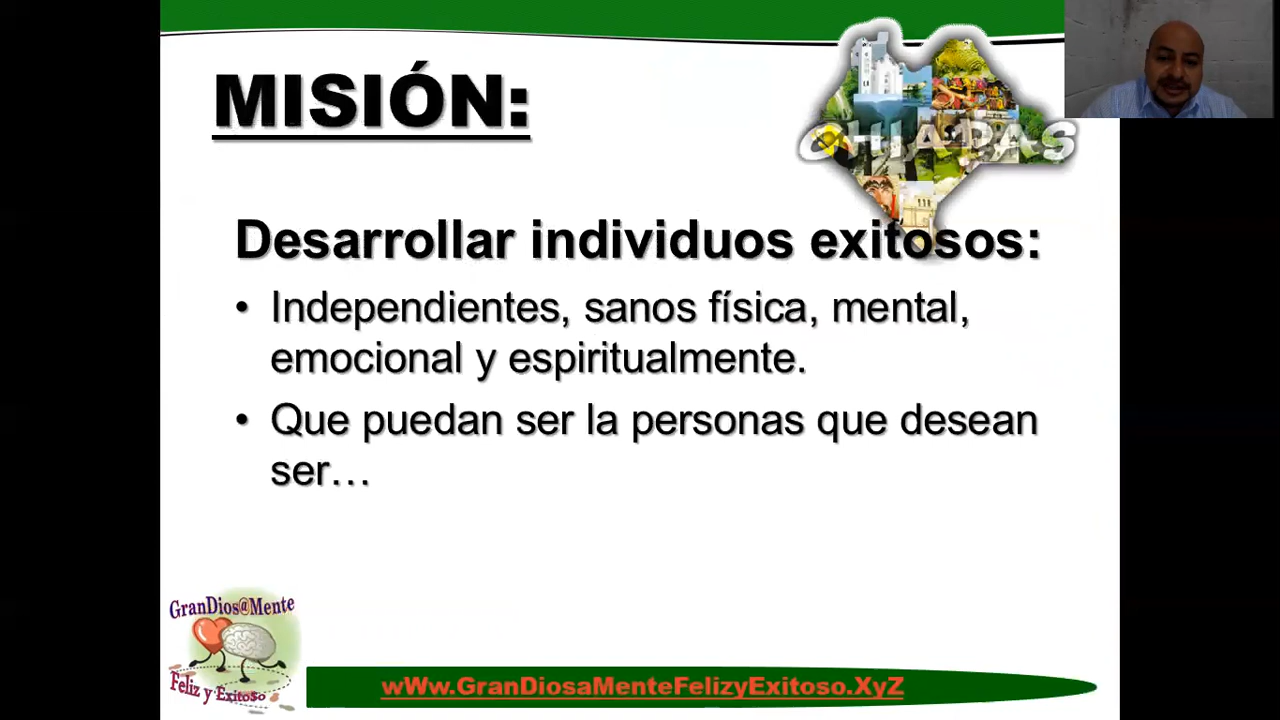 MISIÓN:
CHIAPAS
Desarrollar individuos exitosos:
• Independientes, sanos física, mental,
emocional y espiritualmente.
• Que puedan ser la personas que desean
ser…
GranDios@Mente
Feliz y Exito$o
wWw.GranDiosaMenteFelizyExitoso.XyZ